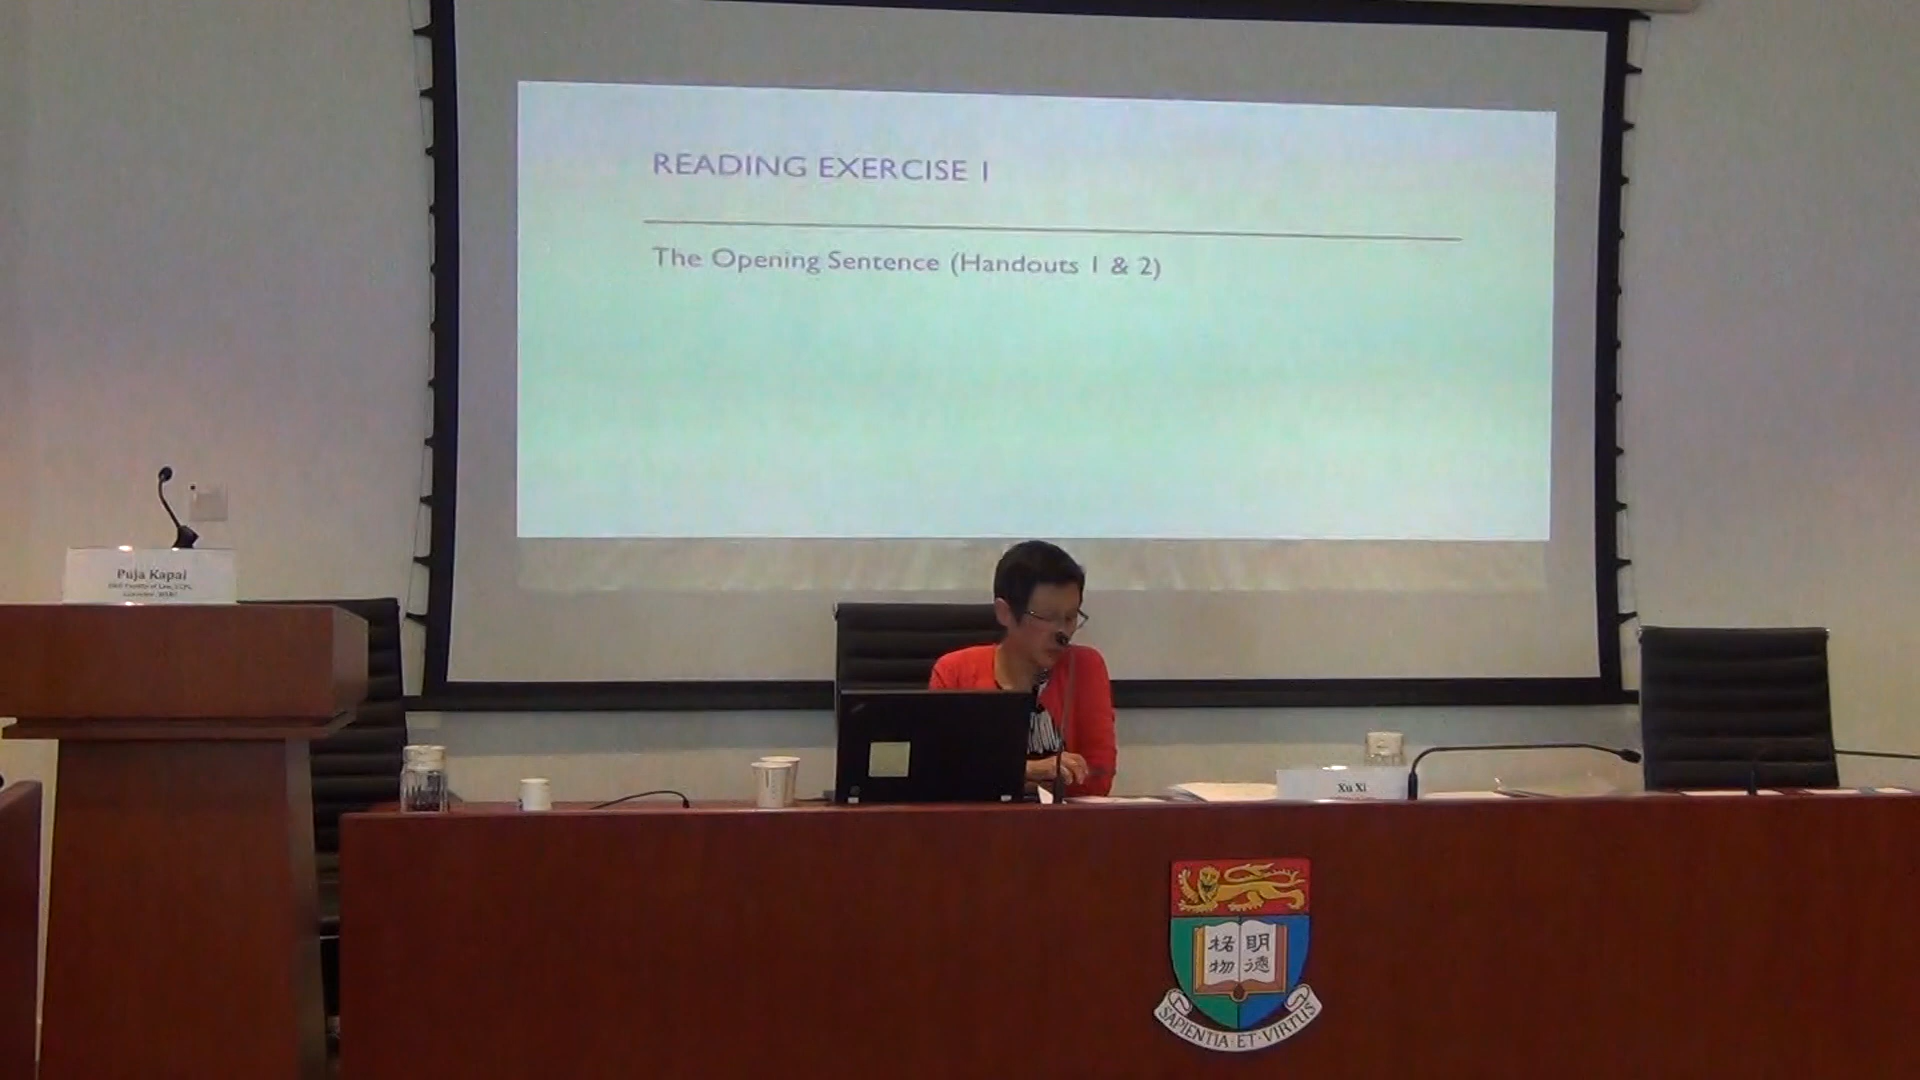 READING EXERCISE 1
The Opening Sentence (Handouts 1 & 2)
Puja Kapai
Xu Xi
明德
格物
SAPIENTIA·ET·VIRTUS